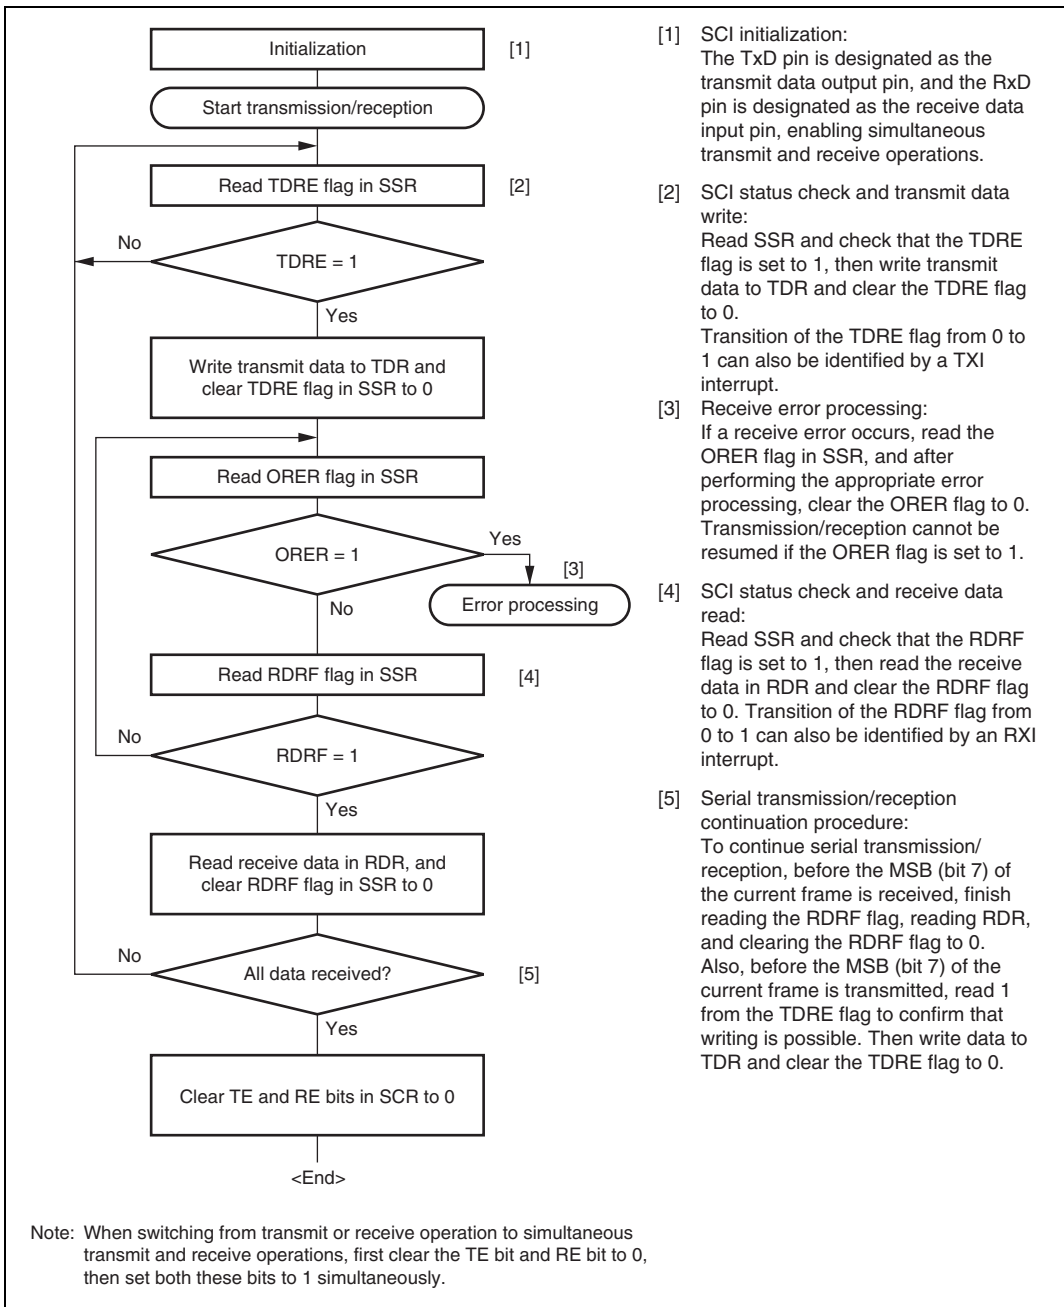 Initialization
[1]
Start transmission/reception
Read TDRE flag in SSR
[2]
No
TDRE = 1
Yes
Write transmit data to TDR and
clear TDRE flag in SSR to 0
Read ORER flag in SSR
Yes
ORER = 1
[3]
Error processing
No
Read RDRF flag in SSR
[4]
No
RDRF = 1
Yes
Read receive data in RDR, and
clear RDRF flag in SSR to 0
No
All data received?
[5]
Yes
Clear TE and RE bits in SCR to 0
<End>
[1] SCI initialization:
The TxD pin is designated as the
transmit data output pin, and the RxD
pin is designated as the receive data
input pin, enabling simultaneous
transmit and receive operations.
[2] SCI status check and transmit data
write:
Read SSR and check that the TDRE
flag is set to 1, then write transmit
data to TDR and clear the TDRE flag
to 0.
Transition of the TDRE flag from 0 to
1 can also be identified by a TXI
interrupt.
[3] Receive error processing:
If a receive error occurs, read the
ORER flag in SSR, and after
performing the appropriate error
processing, clear the ORER flag to 0.
Transmission/reception cannot be
resumed if the ORER flag is set to 1.
[4] SCI status check and receive data
read:
Read SSR and check that the RDRF
flag is set to 1, then read the receive
data in RDR and clear the RDRF flag
to 0. Transition of the RDRF flag from
0 to 1 can also be identified by an RXI
interrupt.
[5] Serial transmission/reception
continuation procedure:
To continue serial transmission/
reception, before the MSB (bit 7) of
the current frame is received, finish
reading the RDRF flag, reading RDR,
and clearing the RDRF flag to 0.
Also, before the MSB (bit 7) of the
current frame is transmitted, read 1
from the TDRE flag to confirm that
writing is possible. Then write data to
TDR and clear the TDRE flag to 0.
Note: When switching from transmit or receive operation to simultaneous
transmit and receive operations, first clear the TE bit and RE bit to 0,
then set both these bits to 1 simultaneously.